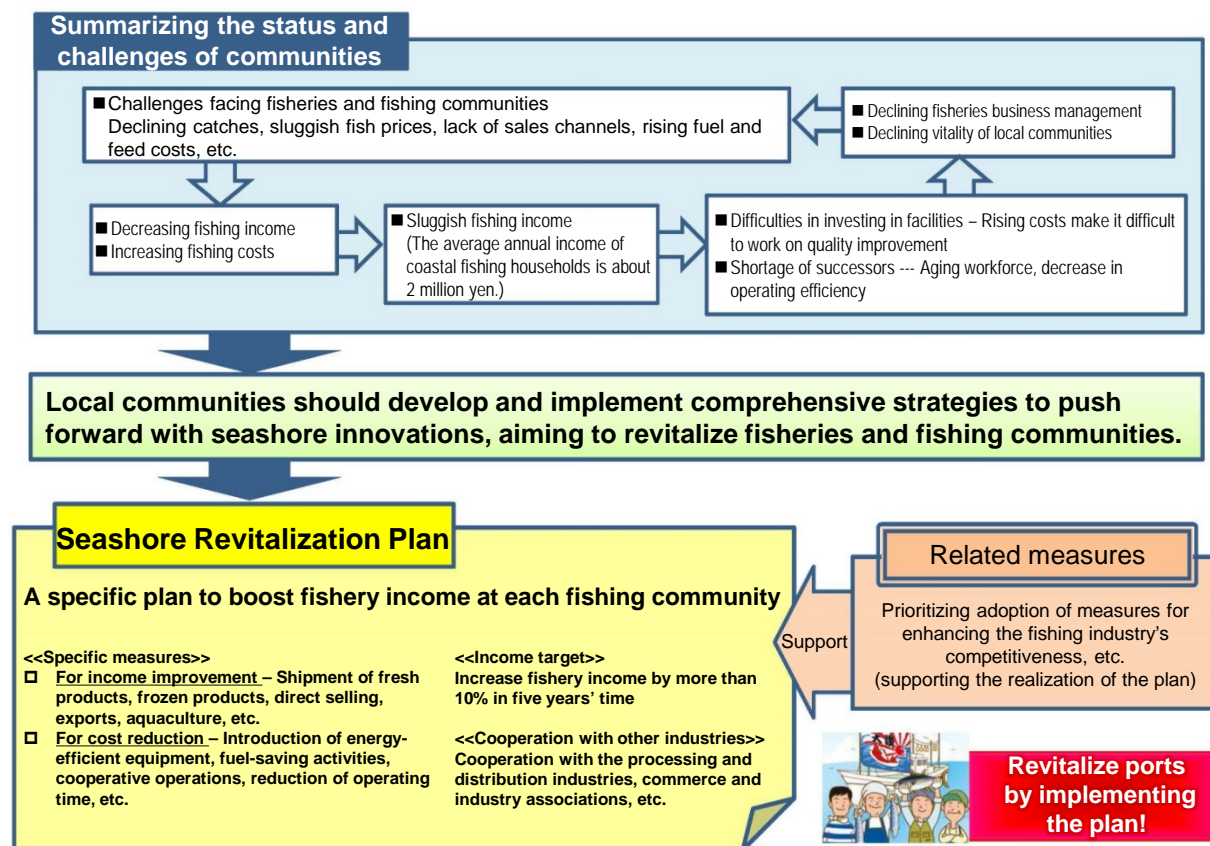 Summarizing the status and
challenges of communities
■Challenges facing fisheries and fishing communities
Declining catches, sluggish fish prices, lack of sales channels, rising fuel and
feed costs, etc.
■ Declining fisheries business management
■ Declining vitality of local communities
■ Decreasing fishing income
■ Increasing fishing costs
■ Sluggish fishing income
(The average annual income of
coastal fishing households is about
2 million yen.)
■ Difficulties in investing in facilities – Rising costs make it difficult
to work on quality improvement
■ Shortage of successors --- Aging workforce, decrease in
operating efficiency
Local communities should develop and implement comprehensive strategies to push
forward with seashore innovations, aiming to revitalize fisheries and fishing communities.
Seashore Revitalization Plan
A specific plan to boost fishery income at each fishing community
<<Specific measures>>
□ For income improvement – Shipment of fresh
products, frozen products, direct selling,
exports, aquaculture, etc.
□ For cost reduction – Introduction of energy-
efficient equipment, fuel-saving activities,
cooperative operations, reduction of operating
time, etc.
<<Income target>>
Increase fishery income by more than
10% in five years' time
<<Cooperation with other industries>>
Cooperation with the processing and
distribution industries, commerce and
industry associations, etc.
Support
Related measures
Prioritizing adoption of measures for
enhancing the fishing industry's
competitiveness, etc.
(supporting the realization of the plan)
Revitalize ports
by implementing
the plan!